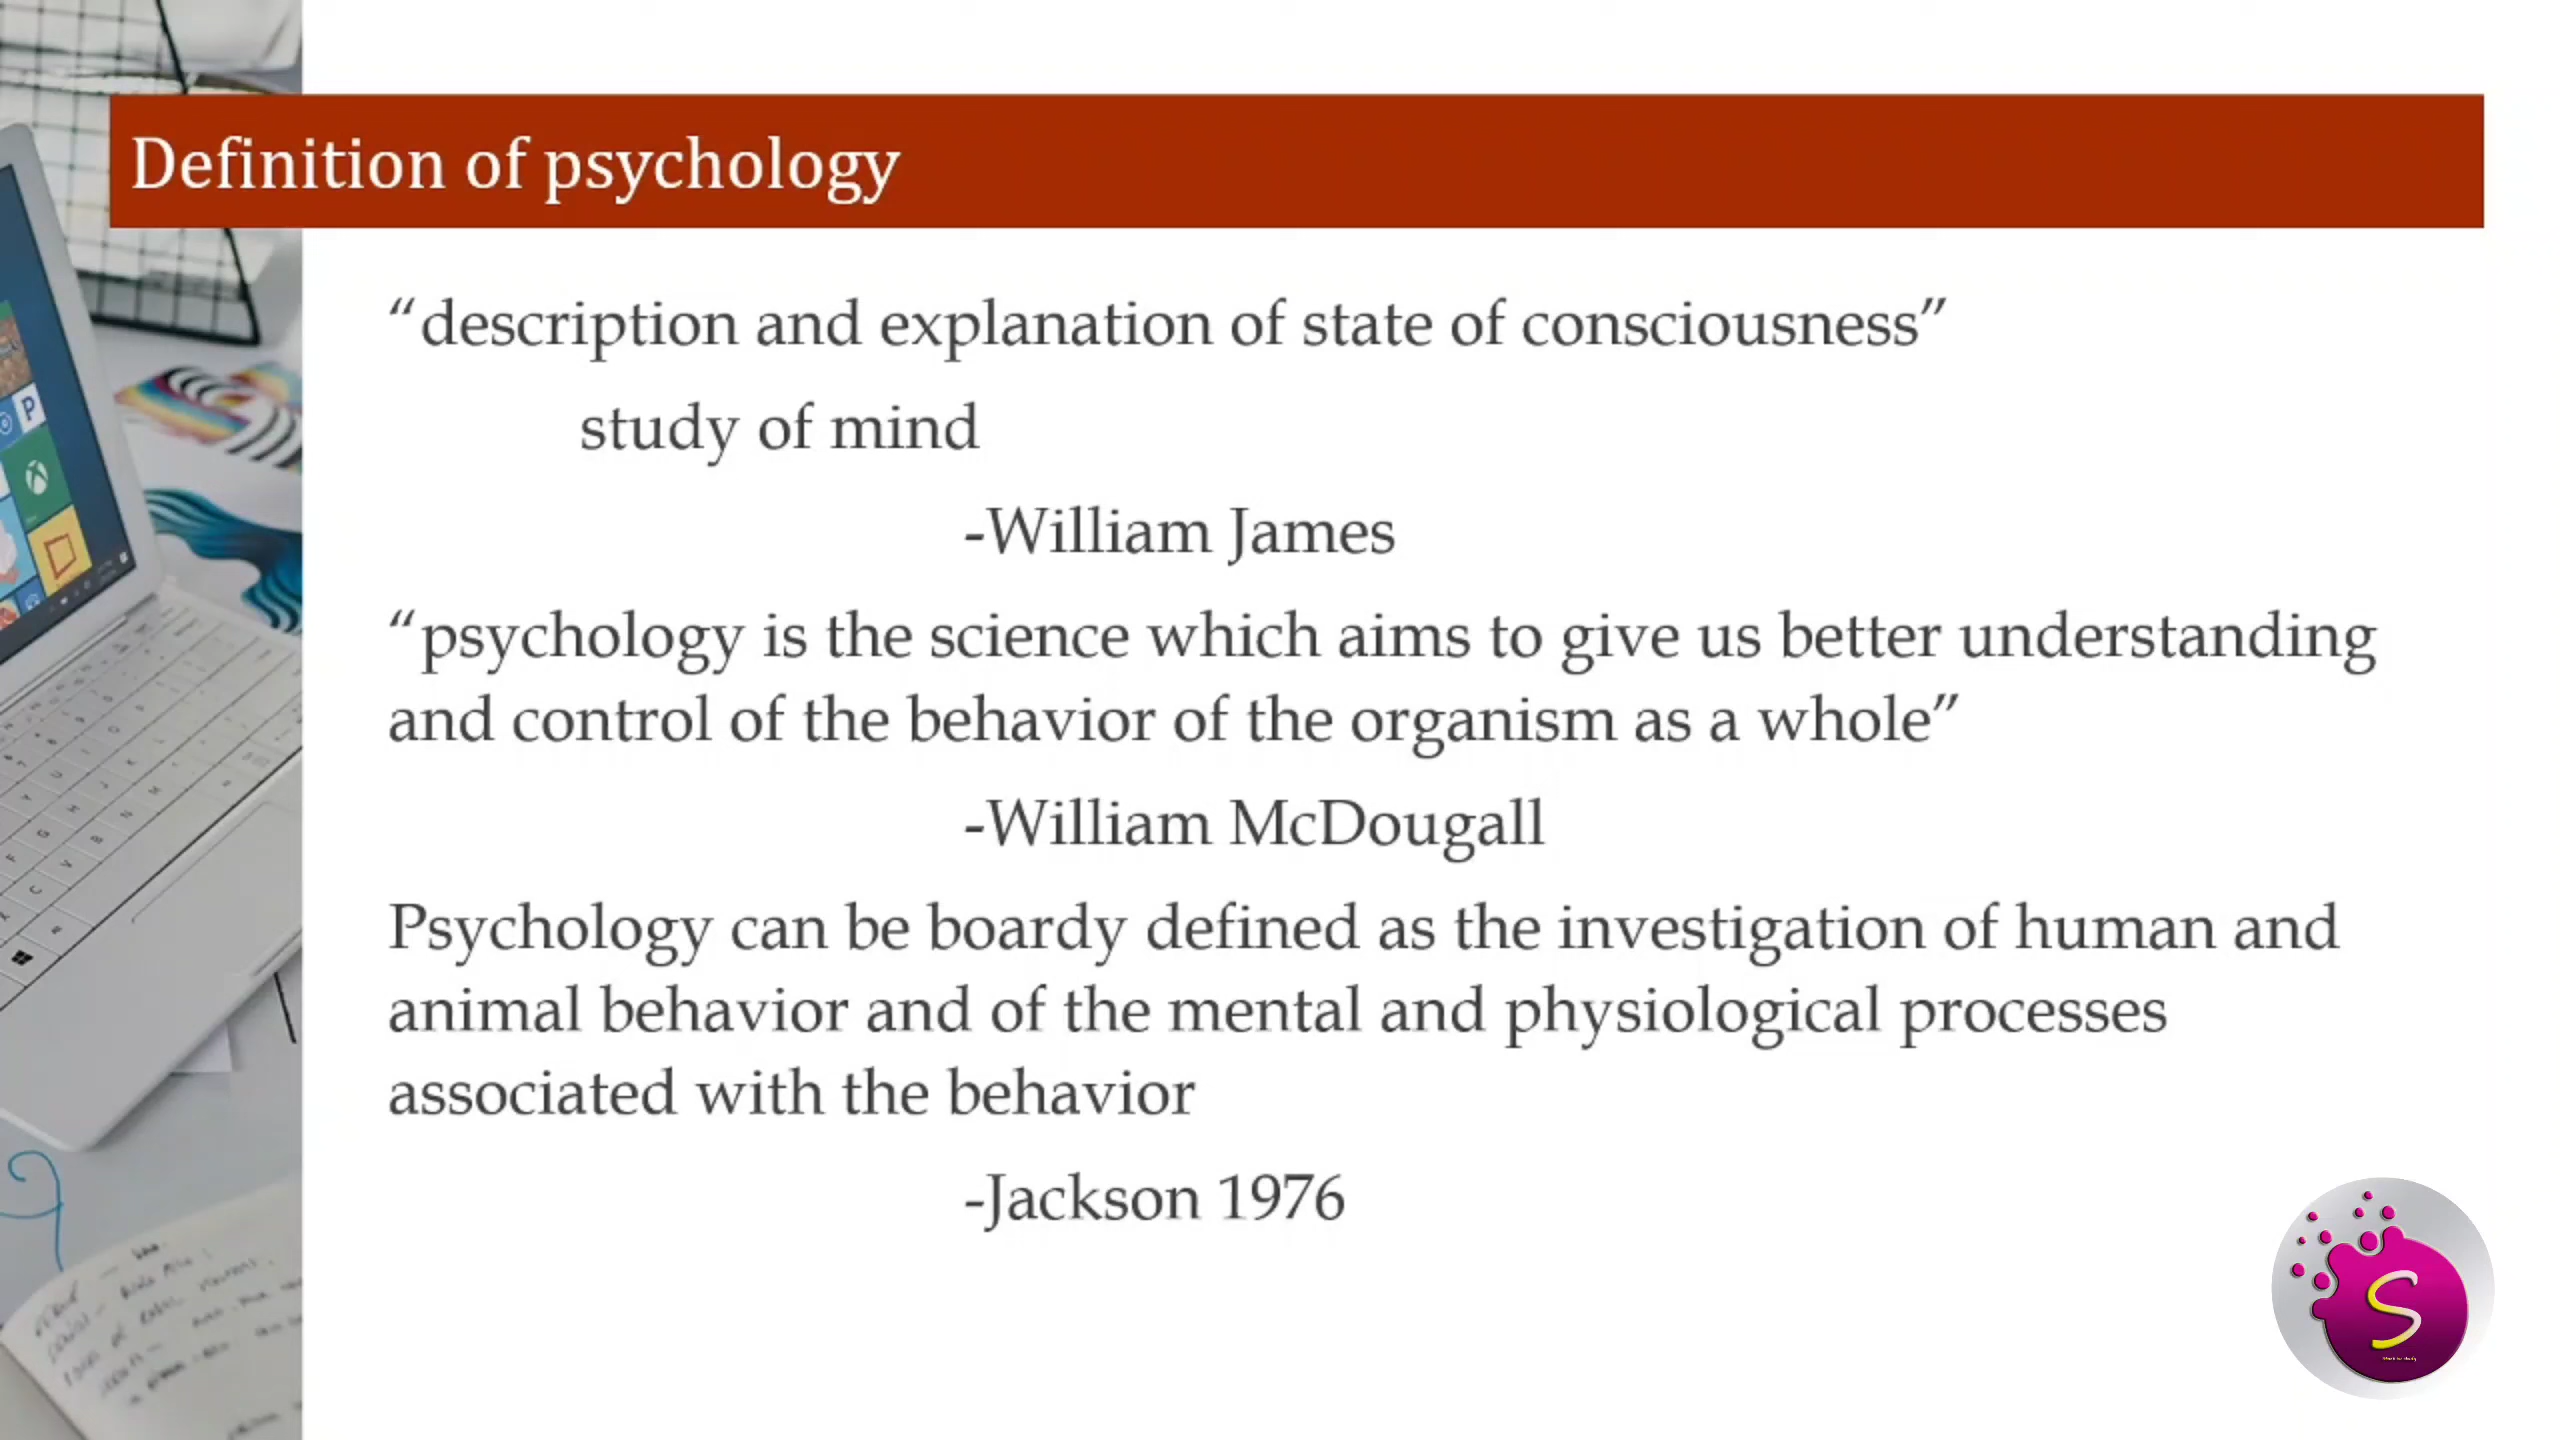 Definition of psychology
“description and explanation of state of consciousness”
study of mind
-William James
“psychology is the science which aims to give us better understanding
and control of the behavior of the organism as a whole”
-William McDougall
Psychology can be boardy defined as the investigation of human and
animal behavior and of the mental and physiological processes
associated with the behavior
-Jackson 1976
S